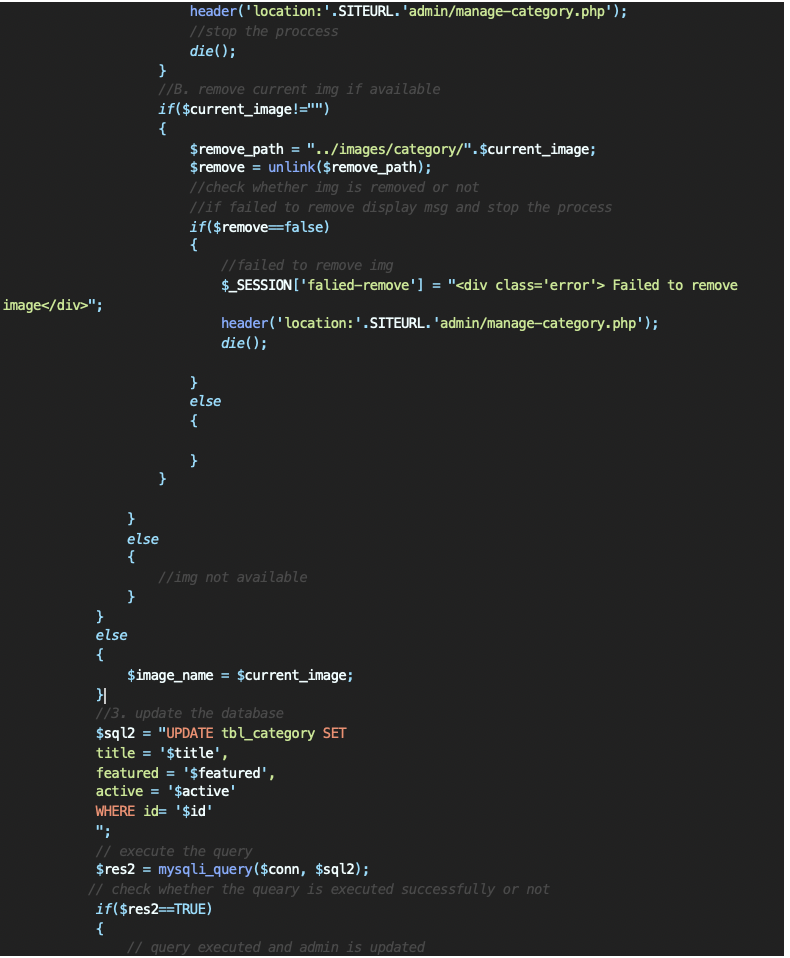 header('location:'.SITEURL.'admin/manage-category.php');
//stop the proccess
die();
}
//B. remove current img if available
if($current_image!="")
{
$remove_path = "../images/category/".$current_image;
$remove = unlink($remove_path);
//check whether img is removed or not
//if failed to remove display msg and stop the process
if($remove==false)
{
//failed to remove img
$_SESSION['falied-remove'] = "<div class='error'> Failed to remove
image</div>";
header('location:'.SITEURL.'admin/manage-category.php');
die();
}
else
{
}
}
}
else
{
//img not available
}
}
else
{
$image_name = $current_image;
}
//3. update the database
$sql2 = "UPDATE tbl_category SET
title = '$title',
featured = '$featured',
active = '$active'
WHERE id= '$id'
";
// execute the query
$res2 = mysqli_query($conn, $sql2);
// check whether the queary is executed successfully or not
if($res2==TRUE)
{
// query executed and admin is updated